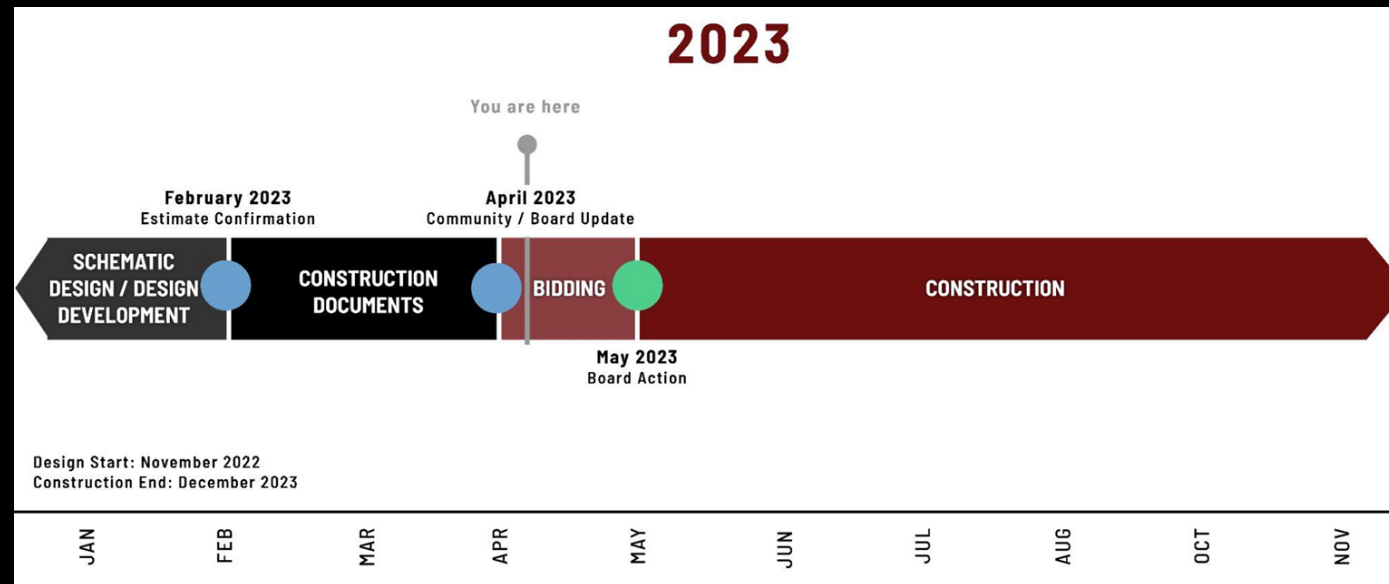 2023
You are here
February 2023
Estimate Confirmation
April 2023
Community / Board Update
SCHEMATIC
DESIGN / DESIGN
DEVELOPMENT
CONSTRUCTION
DOCUMENTS
BIDDING
CONSTRUCTION
May 2023
Board Action
Design Start: November 2022
Construction End: December 2023
JAN
FEB
MAR
APR
MAY
JUN
JUL
AUG
OCT
NOV